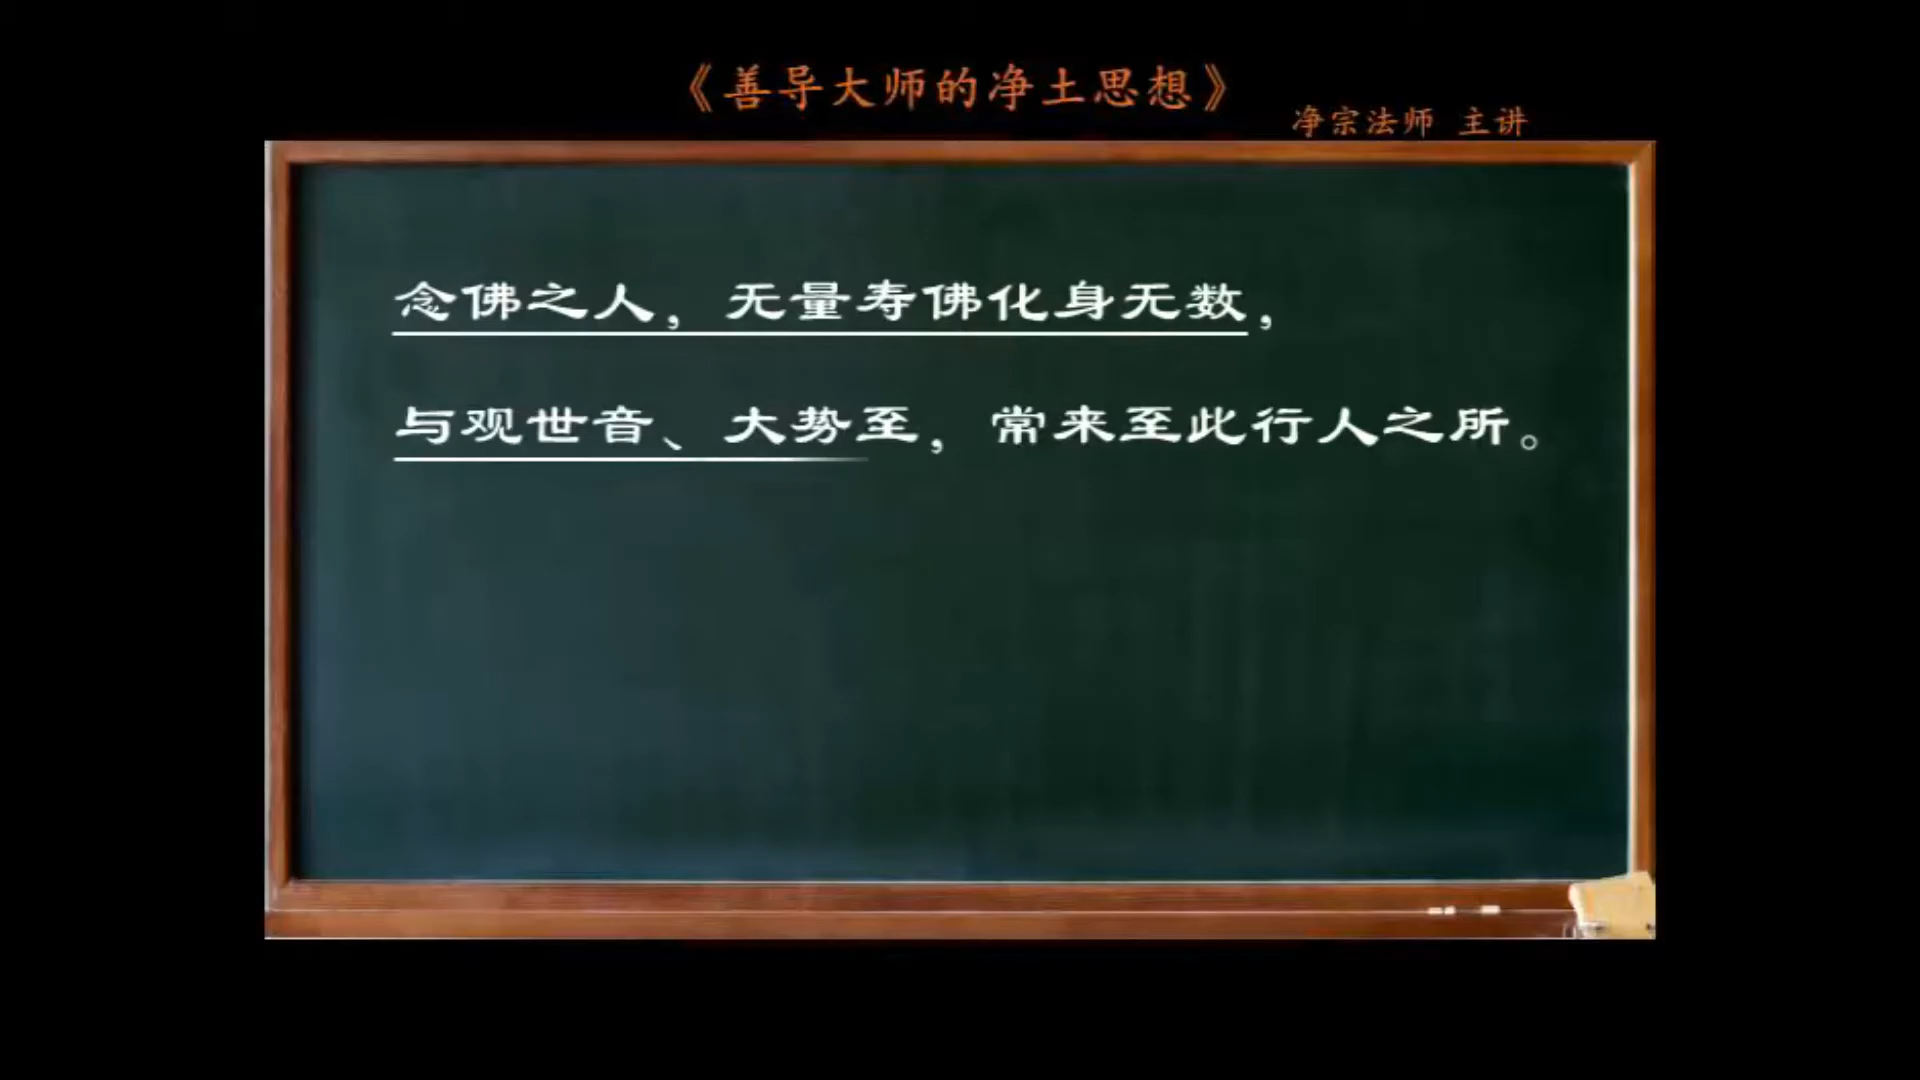 《善导大师的净土思想》
净宗法师 主讲
念佛之人，无量寿佛化身无数，
与观世音、大势至，常来至此行人之所。